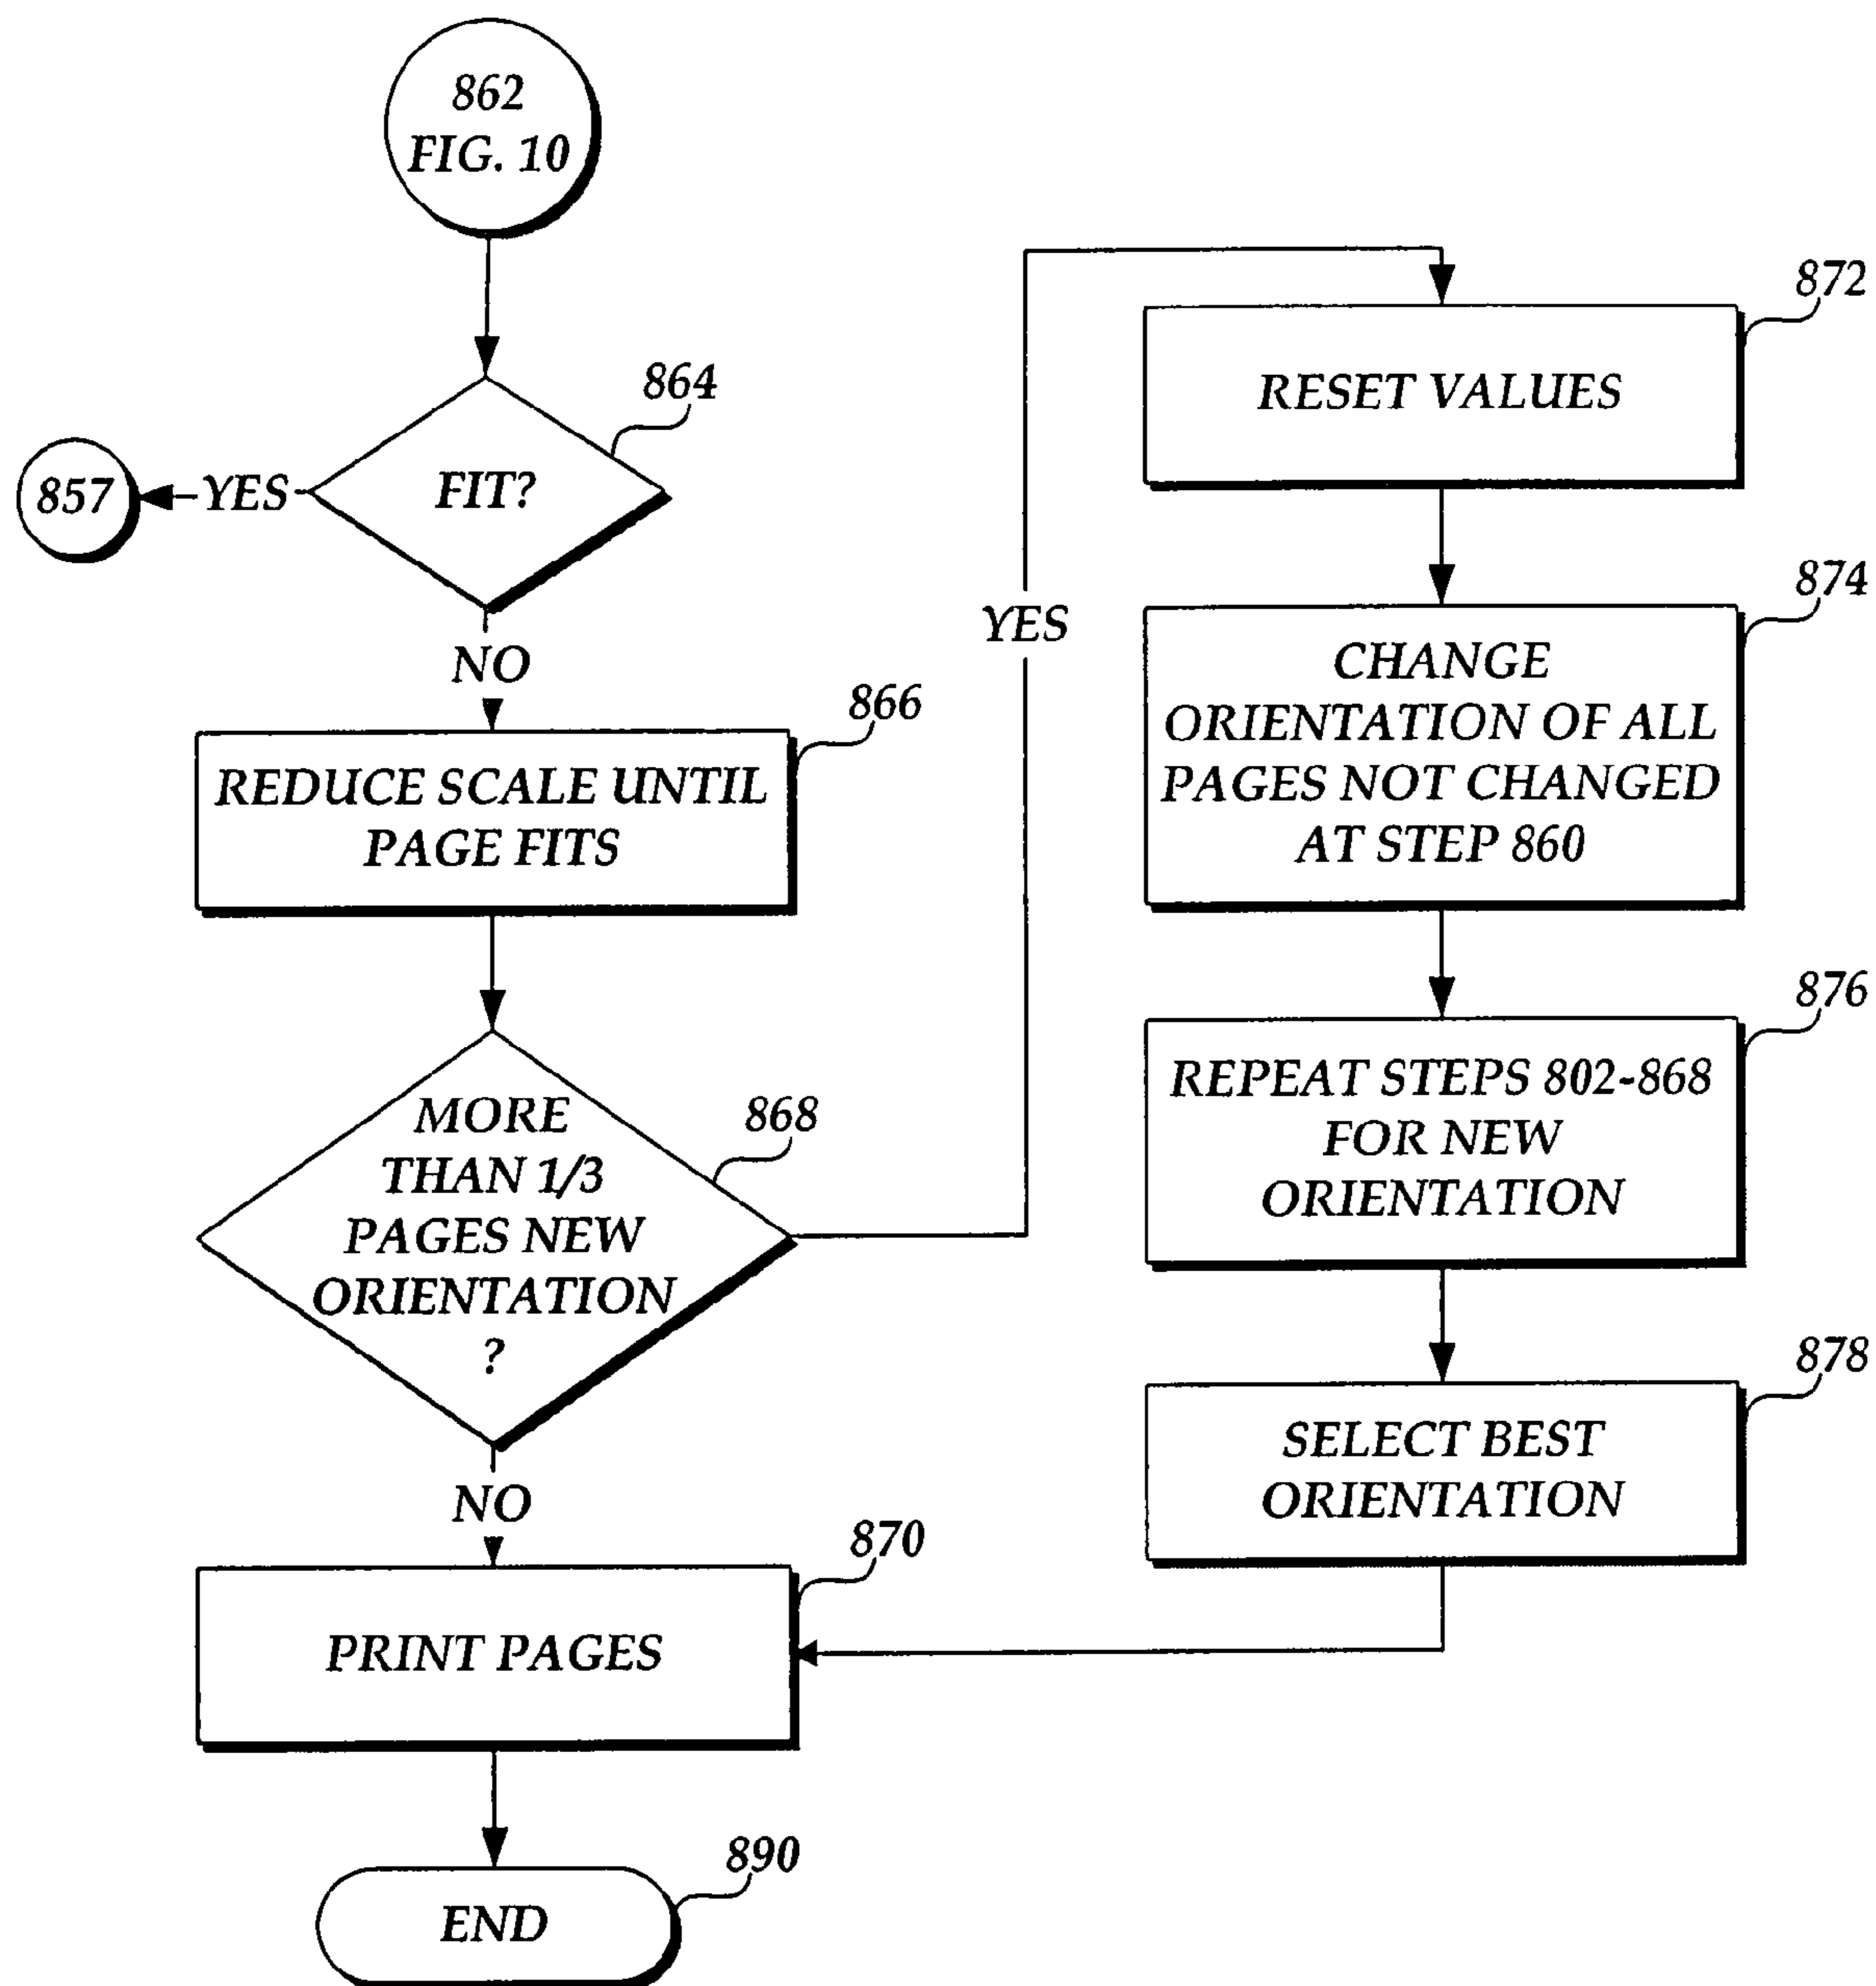 862
FIG. 10
864
857
YES
FIT?
NO
866
REDUCE SCALE UNTIL
PAGE FITS
868
MORE
THAN 1/3
PAGES NEW
ORIENTATION
?
NO
870
PRINT PAGES
890
END
YES
872
RESET VALUES
874
CHANGE
ORIENTATION OF ALL
PAGES NOT CHANGED
AT STEP 860
876
REPEAT STEPS 802-868
FOR NEW
ORIENTATION
878
SELECT BEST
ORIENTATION